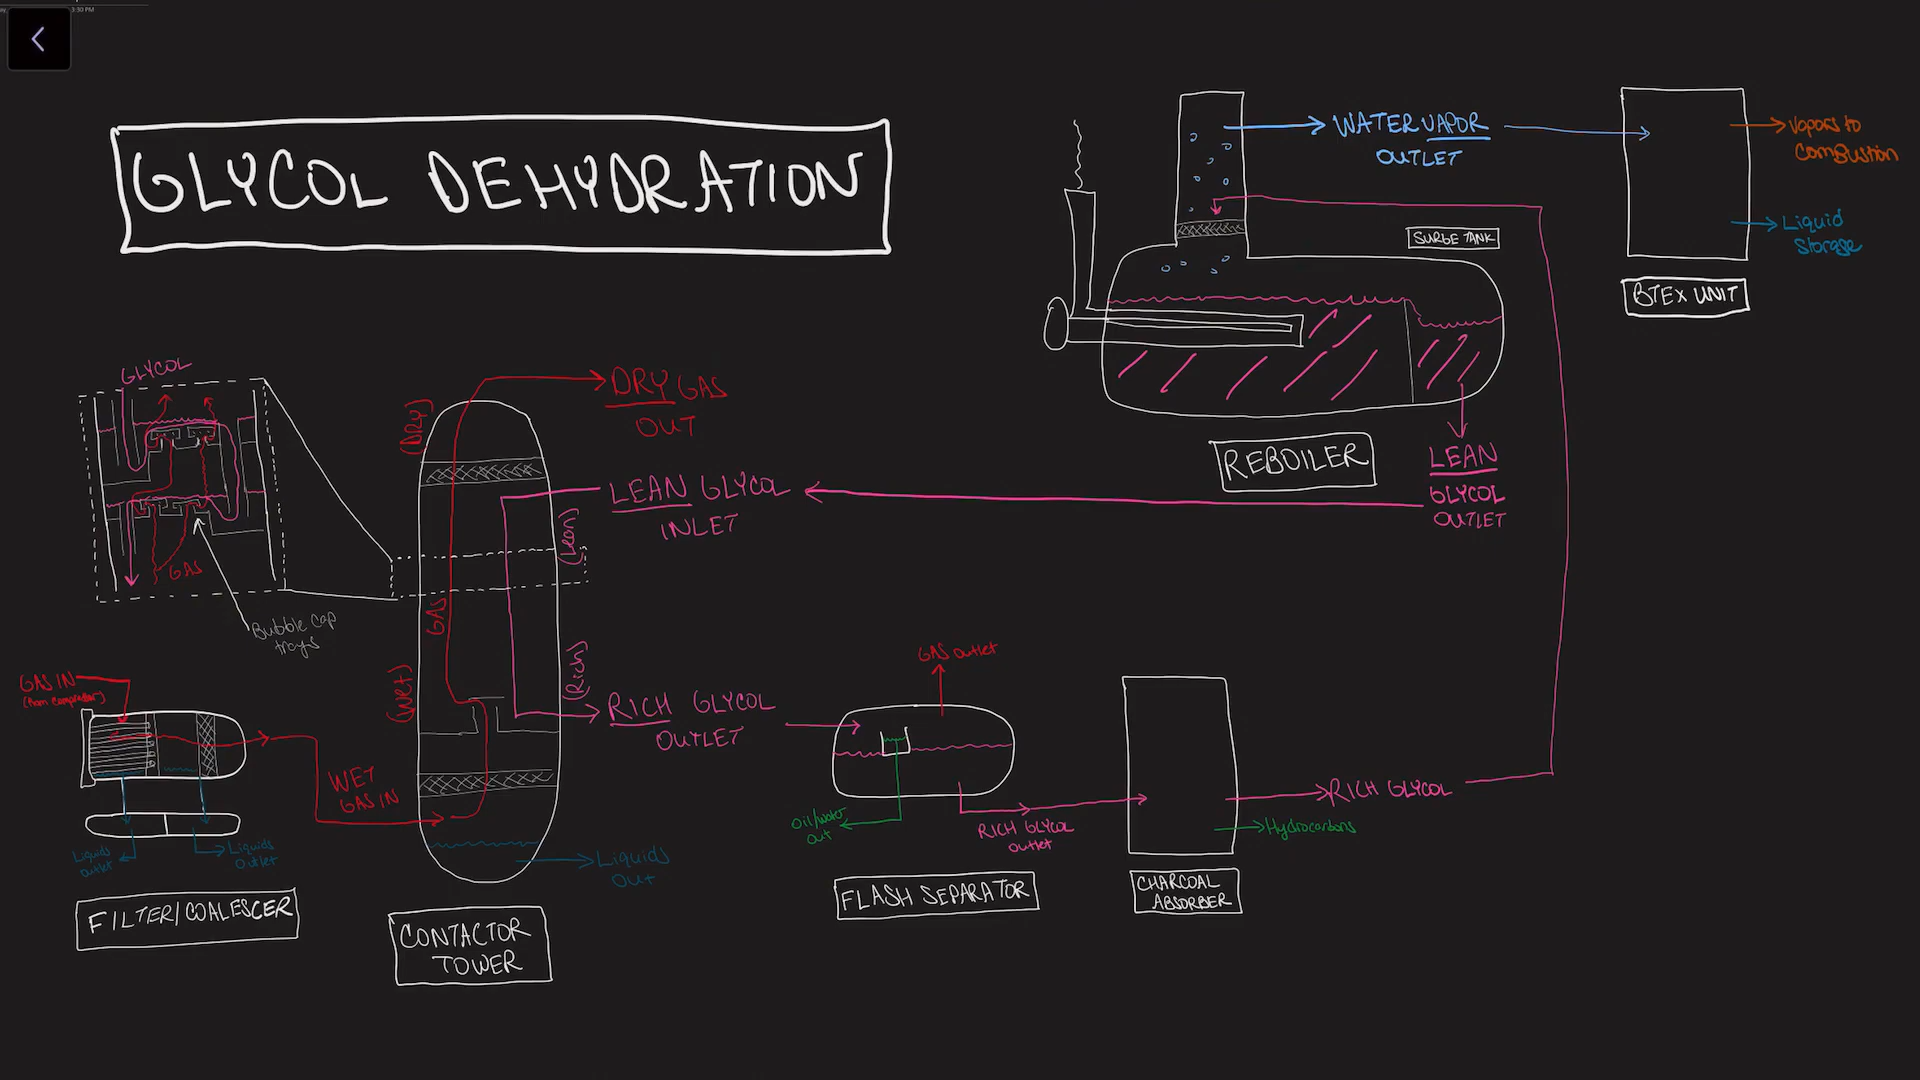 3:30 PM
GLYCOL DEHYDRATION
WATER VAPOR
OUTLET
Vapors to
Combustion
Liquid
Storage
SURGE TANK
BTEX UNIT
REBOILER
LEAN
GLYCOL
OUTLET
GLYCOL
GAS
Bubble cap
trays
(DRY)
DRY GAS
OUT
LEAN GLYCOL
INLET
(Lean)
GAS
(Rich)
(WET)
RICH GLYCOL
OUTLET
GAS IN
(from compressor)
WET
GAS IN
Liquids
Outlet
Liquids
Outlet
FILTER/COALESCER
Liquids
Out
CONTACTOR
TOWER
GAS outlet
Oil/water
Out
RICH Glycol
Outlet
FLASH SEPARATOR
CHARCOAL
ABSORBER
RICH GLYCOL
Hydrocarbons